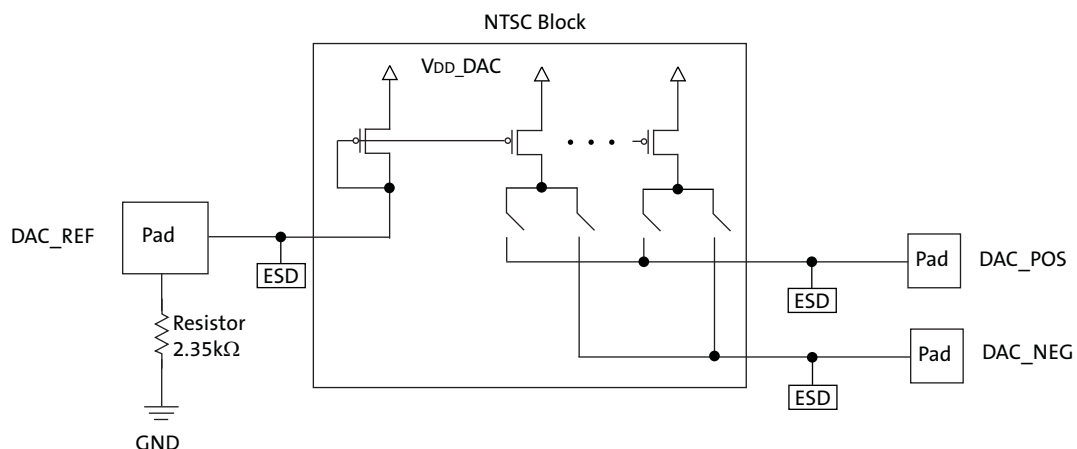 NTSC Block
VDD_DAC
DAC_REF
Pad
ESD
Resistor
2.35kΩ
GND
Pad
DAC_POS
ESD
Pad
DAC_NEG
ESD